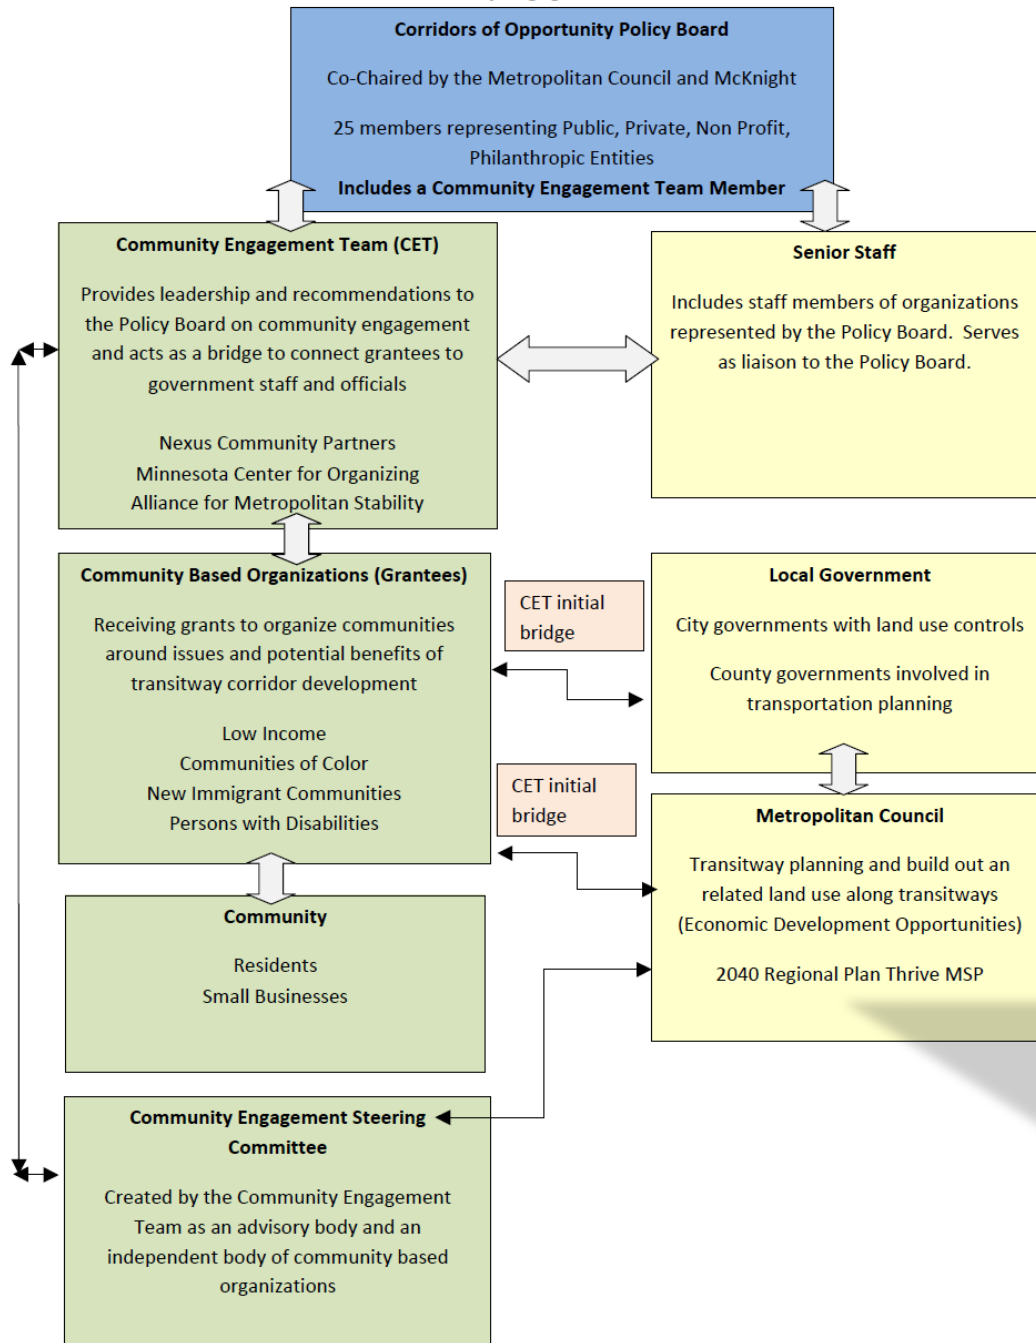 Corridors of Opportunity Policy Board
Co-Chaired by the Metropolitan Council and McKnight
25 members representing Public, Private, Non Profit,
Philanthropic Entities
Includes a Community Engagement Team Member
Community Engagement Team (CET)
Provides leadership and recommendations to
the Policy Board on community engagement
and acts as a bridge to connect grantees to
government staff and officials
Nexus Community Partners
Minnesota Center for Organizing
Alliance for Metropolitan Stability
Senior Staff
Includes staff members of organizations
represented by the Policy Board.  Serves
as liaison to the Policy Board.
Community Based Organizations (Grantees)
Receiving grants to organize communities
around issues and potential benefits of
transitway corridor development
Low Income
Communities of Color
New Immigrant Communities
Persons with Disabilities
CET initial
bridge
Local Government
City governments with land use controls
County governments involved in
transportation planning
CET initial
bridge
Metropolitan Council
Transitway planning and build out an
related land use along transitways
(Economic Development Opportunities)
2040 Regional Plan Thrive MSP
Community
Residents
Small Businesses
Community Engagement Steering
Committee
Created by the Community Engagement
Team as an advisory body and an
independent body of community based
organizations